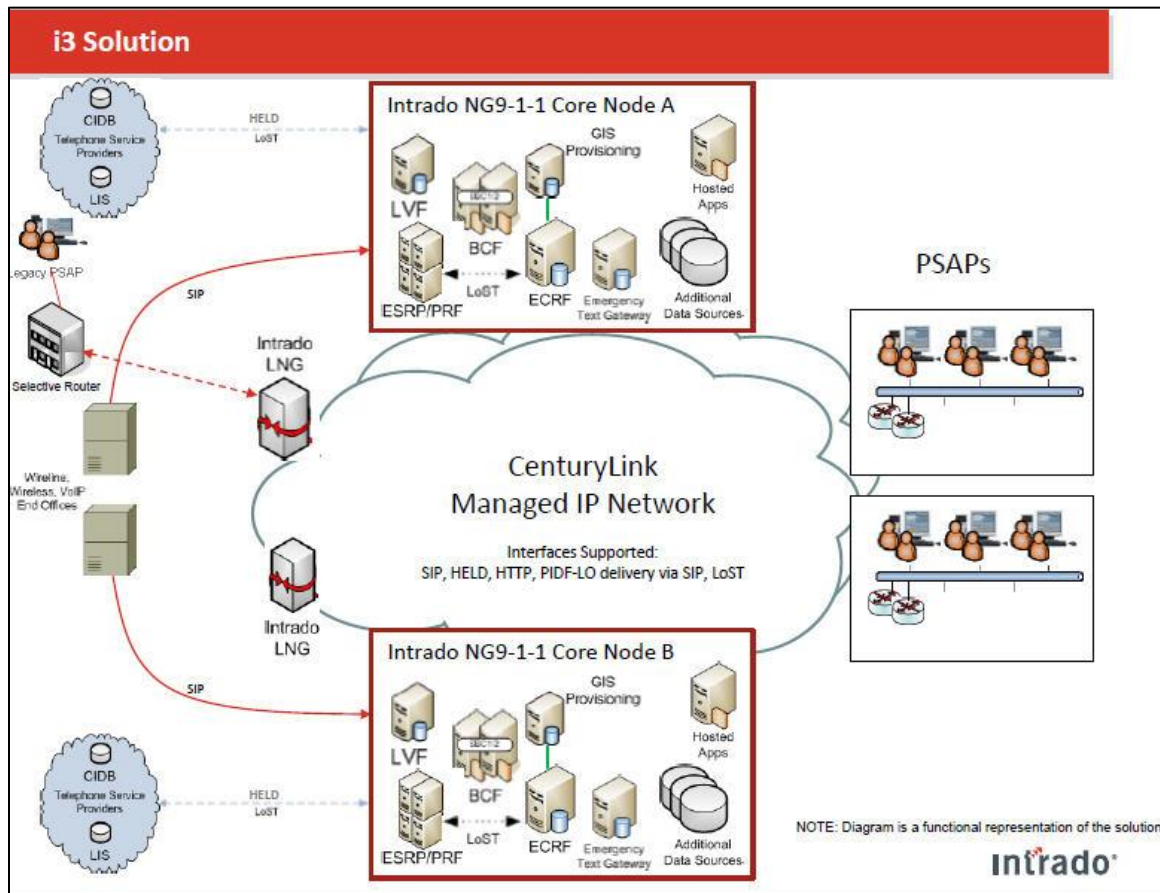 i3 Solution
CIDB
Telephone Service
Providers
LIS
HELD
LoST
Legacy PSAP
Selective Router
SIP
Intrado
LNG
Wireline,
Wireless, VoIP
End Offices
Intrado
LNG
SIP
CIDB
Telephone Service
Providers
LIS
HELD
LoST
Intrado NG9-1-1 Core Node A
GIS
Provisioning
LVF
SBC1/2
BCF
Hosted
Apps
ESRP/PRF
LoST
ECRF
Emergency
Text Gateway
Additional
Data Sources
CenturyLink
Managed IP Network
Interfaces Supported:
SIP, HELD, HTTP, PIDF-LO delivery via SIP, LoST
Intrado NG9-1-1 Core Node B
GIS
Provisioning
LVF
SBC1/2
BCF
Hosted
Apps
ESRP/PRF
LoST
ECRF
Emergency
Text Gateway
Additional
Data Sources
PSAPs
NOTE: Diagram is a functional representation of the solution
intrado